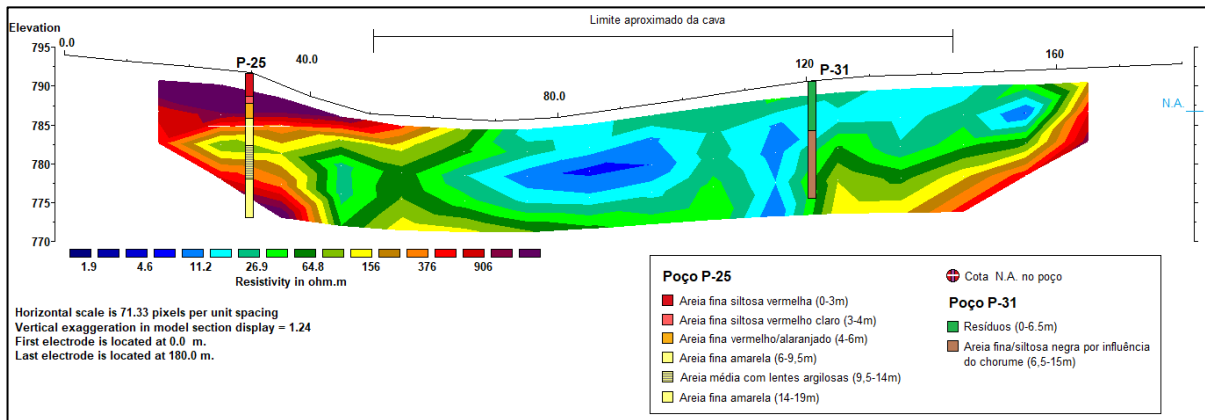 Limite aproximado da cava
Elevation
0.0
795
790
785
780
775
770
P-25
40.0
80.0
120
P-31
160
N.A.
1.9 4.6 11.2 26.9 64.8 156 376 906
Resistivity in ohm.m
Horizontal scale is 71.33 pixels per unit spacing
Vertical exaggeration in model section display = 1.24
First electrode is located at 0.0 m.
Last electrode is located at 180.0 m.
Poço P-25
Areia fina siltosa vermelha (0-3m)
Areia fina siltosa vermelho claro (3-4m)
Areia fina vermelho/alaranjado (4-6m)
Areia fina amarela (6-9,5m)
Areia média com lentes argilosas (9,5-14m)
Areia fina amarela (14-19m)
Cota N.A. no poço
Poço P-31
Resíduos (0-6.5m)
Areia fina/siltosa negra por influência
do chorume (6,5-15m)